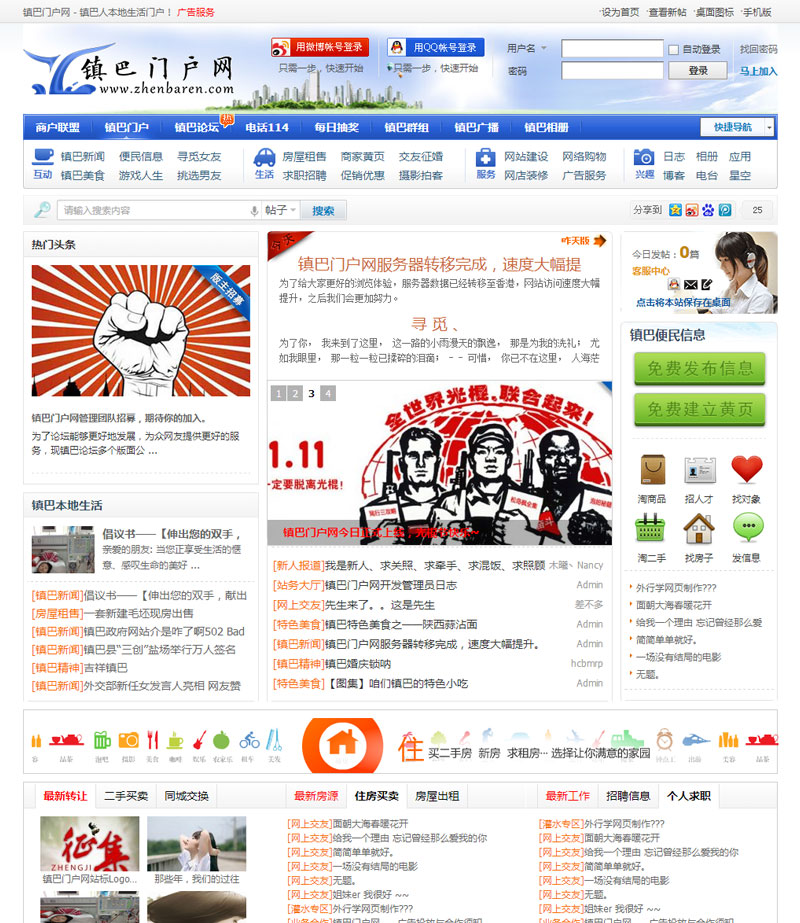 镇巴门户网 - 镇巴人本地生活门户！ 广告服务
·设为首页 ·查看新帖 ·桌面图标 ·手机版
镇巴门户网
www.zhenbaren.com
用微博帐号登录
只需一步，快速开始
用QQ帐号登录
只需一步，快速开始
用户名
自动登录
找回密码
密码
登录
马上加入
商户联盟 镇巴门户 镇巴论坛 热 电话114 每日抽奖 镇巴群组 镇巴广播 镇巴相册 快捷导航
互动 镇巴新闻 便民信息 寻觅女友
镇巴美食 游戏人生 挑选男友
生活 房屋租售 商家黄页 交友征婚
求职招聘 促销优惠 摄影拍客
服务 网站建设 网络购物
网店装修 广告服务
兴趣 日志 相册 应用
博客 电台 星空
请输入搜索内容 帖子 搜索
分享到 25
热门头条
版主招募
镇巴门户网管理团队招募，期待你的加入。
为了论坛能够更好地发展，为众网友提供更好的服
务，现镇巴论坛多个版面公 ...
镇巴本地生活
倡议书——【伸出您的双手，
亲爱的朋友: 当您正享受生活的惬
意、感叹生命的美好 ...
[镇巴新闻]倡议书——【伸出您的双手，献出
[房屋租售]一套新建毛坯现房出售
[镇巴新闻]镇巴政府网站介是咋了啊502 Bad
[镇巴新闻]镇巴县“三创”盐场举行万人签名
[镇巴精神]吉祥镇巴
[镇巴新闻]外交部新任女发言人亮相 网友赞
今天
昨天版
镇巴门户网服务器转移完成，速度大幅提
为了给大家更好的浏览体验，服务器数据已经转移至香港，网站访问速度大幅
提升，之后我们会更加努力。
寻 觅 、
为了你， 我来到了这里， 这一路的小雨漫天的飘逸， 那是为我的洗礼； 尤
如我眼里， 那一粒一粒已揉碎的泪滴； - - 可惜， 你已不在这里， 人海茫
1 2 3 4
全世界光棍，联合起来！
1.11
一定要脱离光棍！
奋斗
镇巴门户网今日正式上线，光棍节快乐~
[新人报道]我是新人、求关照、求牵手、求混饭、求照顾 木曦丶Nancy
[站务大厅]镇巴门户网开发管理员日志 Admin
[网上交友]先生来了。。这是先生 差不多
[特色美食]镇巴特色美食之——陕西蒜沾面 Admin
[镇巴新闻]镇巴门户网服务器转移完成，速度大幅提升。 Admin
[镇巴精神]镇巴婚庆锁呐 hcbmrp
[特色美食]【图集】咱们镇巴的特色小吃 Admin
今日发帖：0篇
客服中心
点击将本站保存在桌面
镇巴便民信息
免费发布信息
免费建立黄页
淘商品 招人才 找对象
淘二手 找房子 发信息
外行学网页制作???
面朝大海春暖花开
给我一个理由 忘记曾经那么爱
简简单单就好。
一场没有结局的电影
无题。
住 买二手房 新房 求租房… 选择让你满意的家园
最新转让 二手买卖 同城交换
征集
ZHENGJI
镇巴门户网站标Logo...
那些年，我们的过往
最新房源 住房买卖 房屋出租
[网上交友]面朝大海春暖花开
[网上交友]给我一个理由 忘记曾经那么爱我的你
[网上交友]简简单单就好。
[网上交友]一场没有结局的电影
[网上交友]无题。
[网上交友]姐妹er 我很好 ~~
[灌水专区]外行学网页制作???
最新工作 招聘信息 个人求职
[灌水专区]外行学网页制作???
[网上交友]面朝大海春暖花开
[网上交友]给我一个理由 忘记曾经那么爱我的你
[网上交友]简简单单就好。
[网上交友]一场没有结局的电影
[网上交友]无题。
[网上交友]姐妹er 我很好 ~~